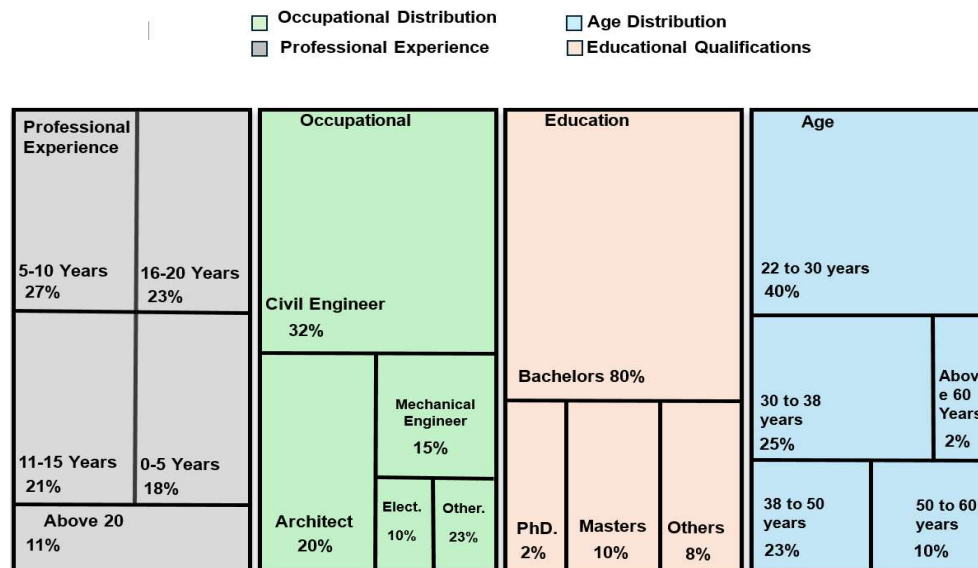 Occupational Distribution
Age Distribution
Professional Experience
Educational Qualifications
Professional
Experience
5-10 Years
27%
16-20 Years
23%
11-15 Years
21%
0-5 Years
18%
Above 20
11%
Occupational
Civil Engineer
32%
Architect
20%
Mechanical
Engineer
15%
Elect.
10%
Other.
23%
Education
Bachelors 80%
PhD.
2%
Masters
10%
Others
8%
Age
22 to 30 years
40%
30 to 38
years
25%
Abov
e 60
Years
2%
38 to 50
years
23%
50 to 60
years
10%